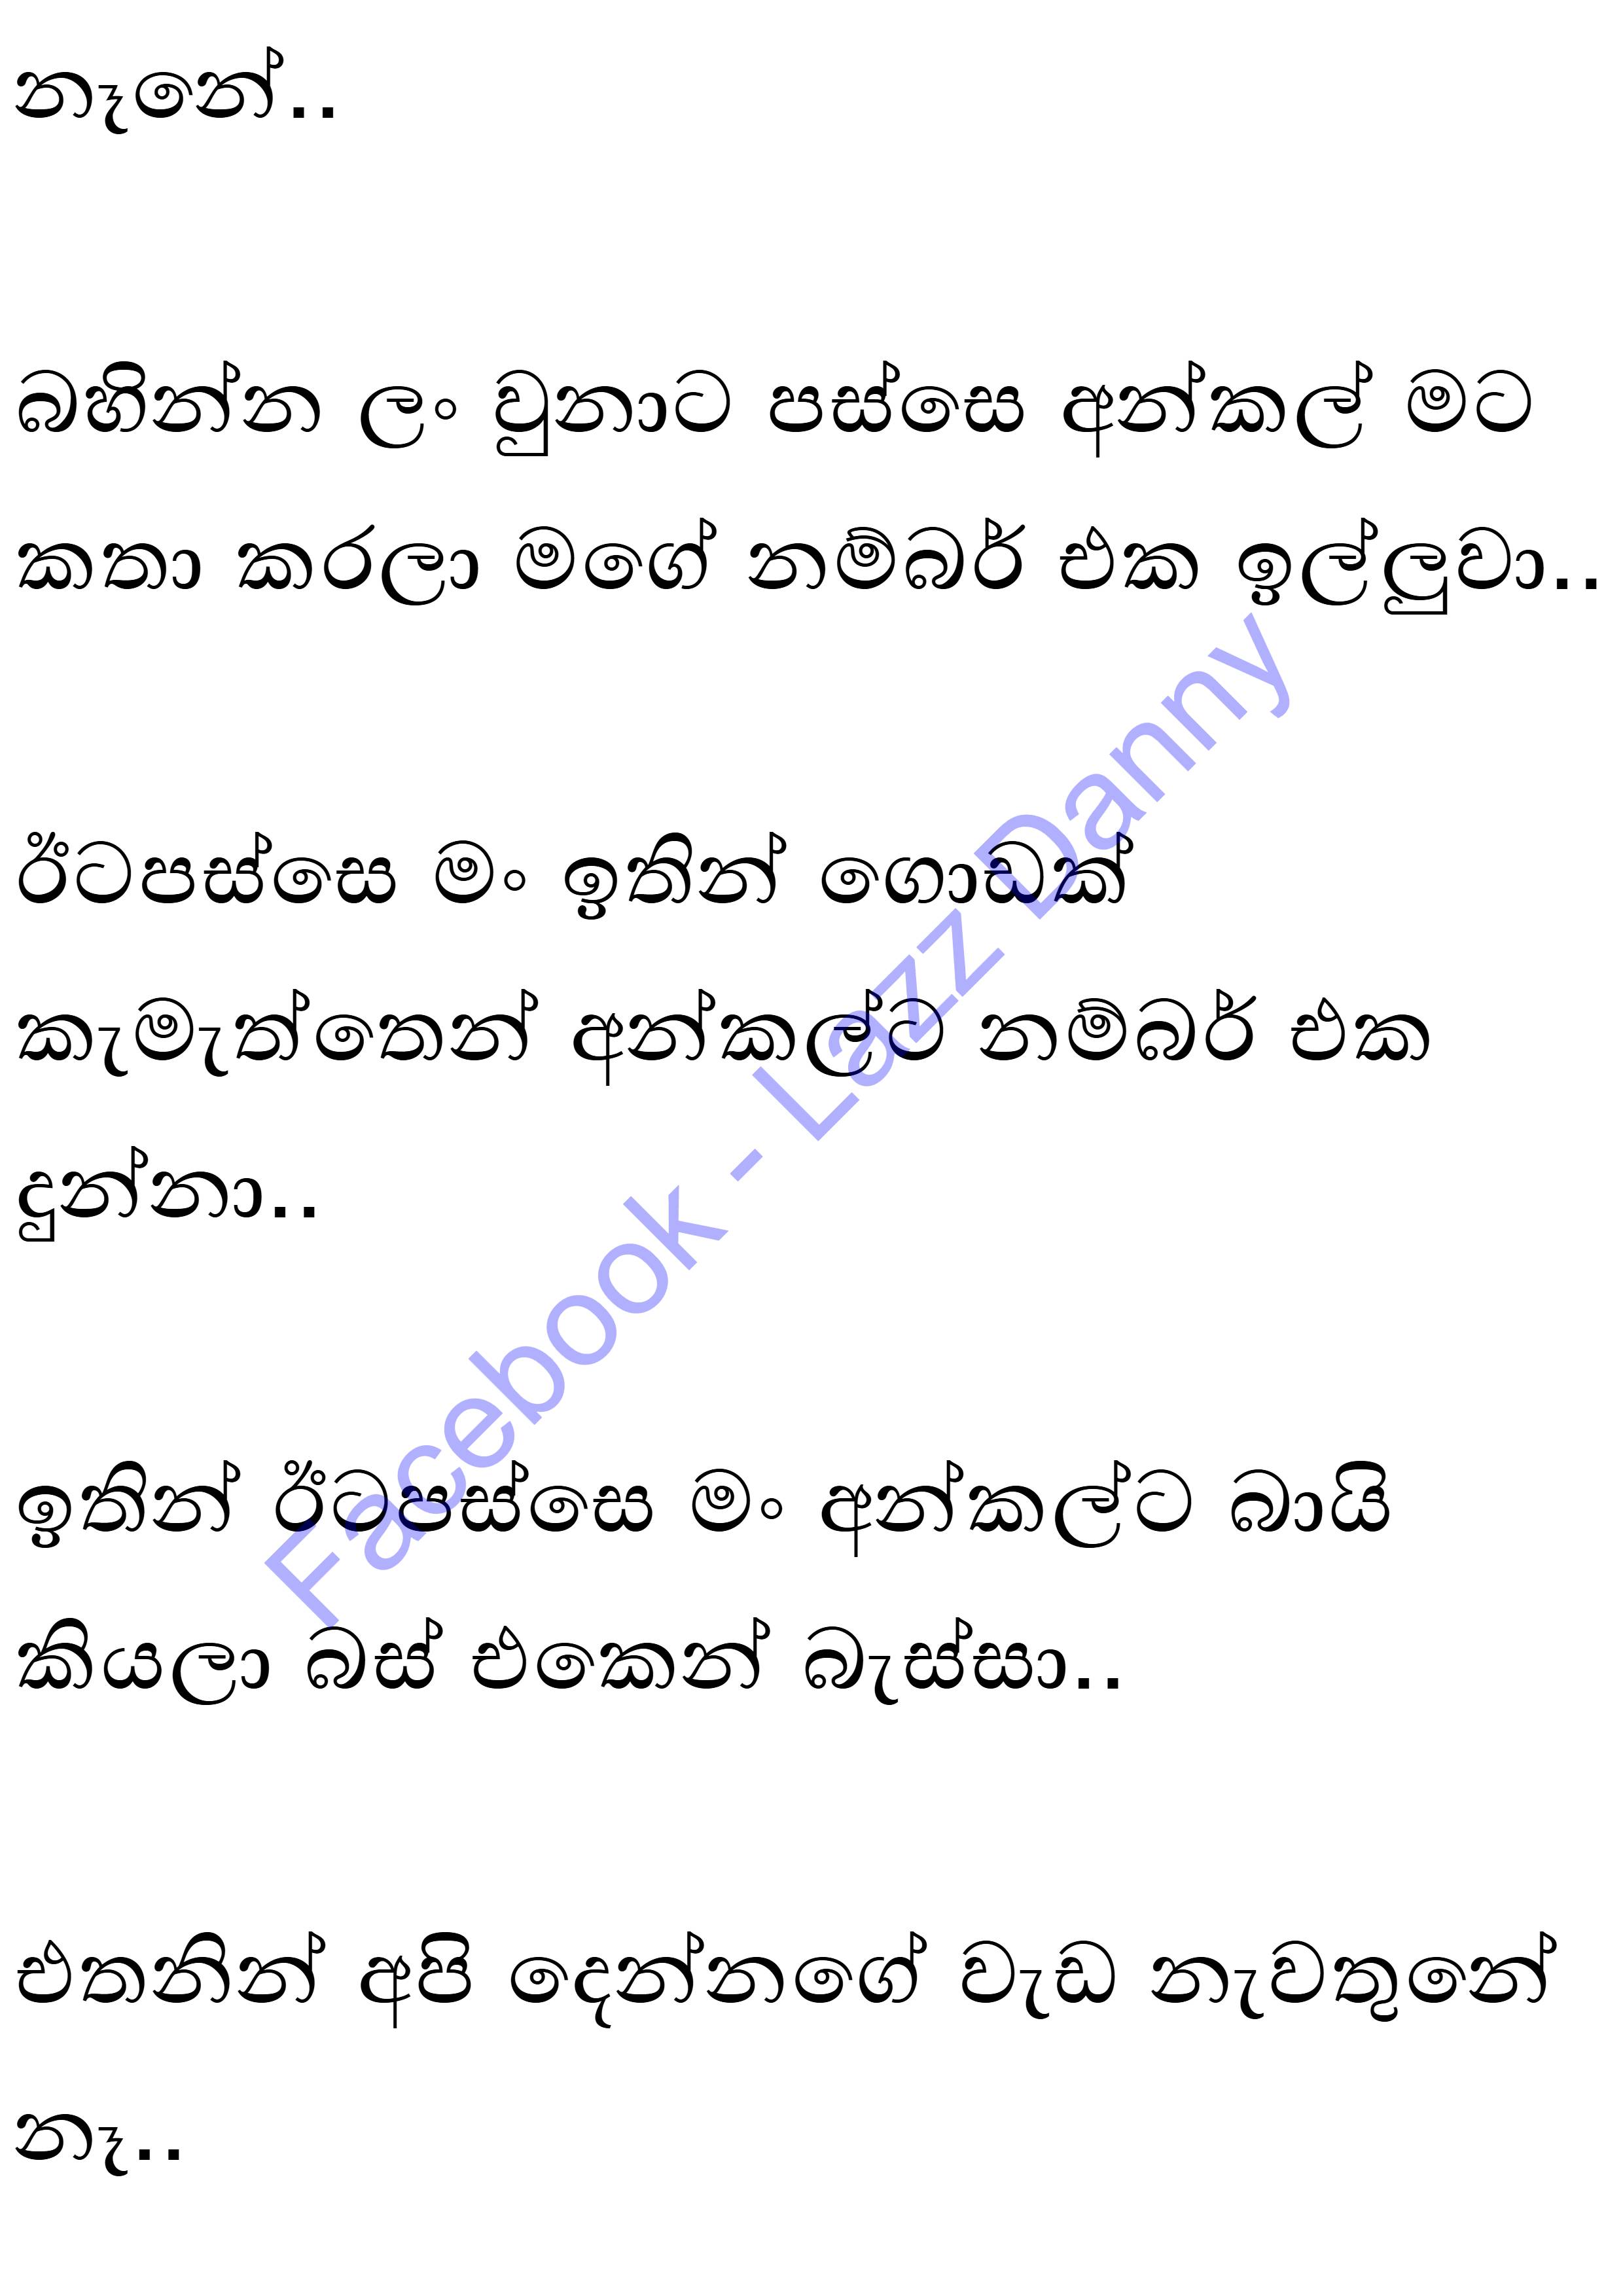 නෑනේ..
බහින්න ලං වුනාට පස්සෙ අන්කල් මට
කතා කරලා මගේ නම්බර් එක ඉල්ලුවා..
ඊටපස්සෙ මං ඉතින් ගොඩක්
කැමැත්තෙන් අන්කල්ට නම්බර් එක
දුන්නා..
ඉතින් ඊටපස්සෙ මං අන්කල්ට බායි
කියලා බස් එකෙන් බැස්සා..
එතනින් අපි දෙන්නගේ වැඩ නැවතුනේ
නෑ..
Facebook - Lazz Danny